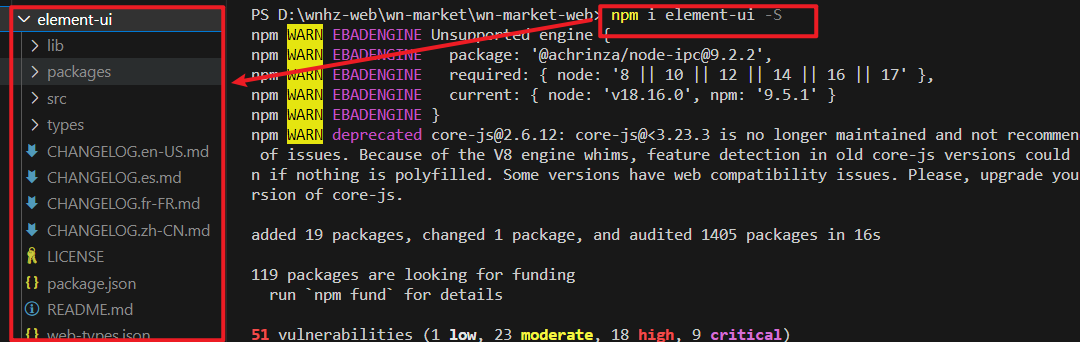 element-ui
lib
packages
src
types
CHANGELOG.en-US.md
CHANGELOG.es.md
CHANGELOG.fr-FR.md
CHANGELOG.zh-CN.md
LICENSE
package.json
README.md
web-types.json
PS D:\wnhz-web\wn-market\wn-market-web> npm i element-ui -S
npm WARN EBADENGINE Unsupported engine {
npm WARN EBADENGINE   package: '@achrinza/node-ipc@9.2.2',
npm WARN EBADENGINE   required: { node: '8 || 10 || 12 || 14 || 16 || 17' },
npm WARN EBADENGINE   current: { node: 'v18.16.0', npm: '9.5.1' }
npm WARN EBADENGINE }
npm WARN deprecated core-js@2.6.12: core-js@<3.23.3 is no longer maintained and not recommen
of issues. Because of the V8 engine whims, feature detection in old core-js versions could
n if nothing is polyfilled. Some versions have web compatibility issues. Please, upgrade you
rsion of core-js.
added 19 packages, changed 1 package, and audited 1405 packages in 16s
119 packages are looking for funding
run `npm fund` for details
51 vulnerabilities (1 low, 23 moderate, 18 high, 9 critical)